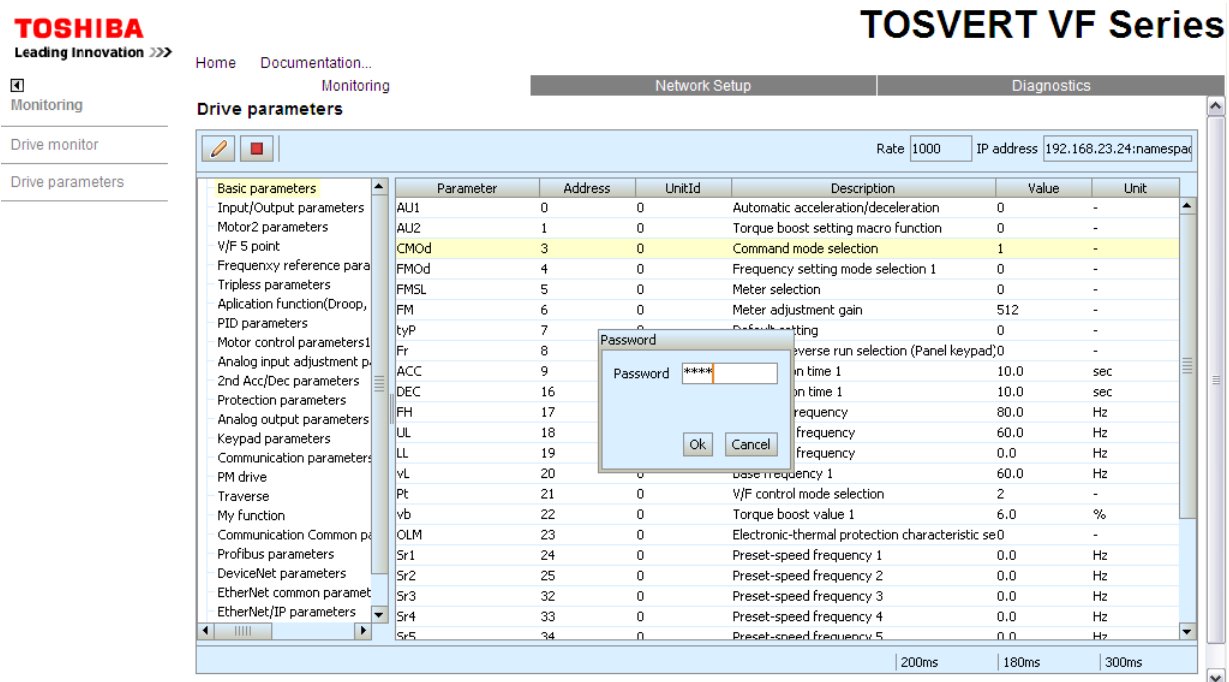 TOSHIBA
Leading Innovation >>>
TOSVERT VF Series
Home Documentation...
Monitoring Network Setup Diagnostics
Monitoring
Drive monitor
Drive parameters
Drive parameters
Rate 1000 IP address 192.168.23.24:namespac
Basic parameters
Input/Output parameters
Motor2 parameters
V/F 5 point
Frequenxy reference para
Tripless parameters
Aplication function(Droop,
PID parameters
Motor control parameters1
Analog input adjustment pa
2nd Acc/Dec parameters
Protection parameters
Analog output parameters
Keypad parameters
Communication parameters
PM drive
Traverse
My function
Communication Common pa
Profibus parameters
DeviceNet parameters
EtherNet common paramet
EtherNet/IP parameters
Parameter Address UnitId Description Value Unit
AU1 0 0 Automatic acceleration/deceleration 0 -
AU2 1 0 Torque boost setting macro function 0 -
CMOd 3 0 Command mode selection 1 -
FMOd 4 0 Frequency setting mode selection 1 0 -
FMSL 5 0 Meter selection 0 -
FM 6 0 Meter adjustment gain 512 -
tyP 7 0 Default setting 0 -
Fr 8 everse run selection (Panel keypad) 0 -
ACC 9 on time 1 10.0 sec
DEC 16 on time 1 10.0 sec
FH 17 requency 80.0 Hz
UL 18 frequency 60.0 Hz
LL 19 frequency 0.0 Hz
vL 20 0 Base frequency 1 60.0 Hz
Pt 21 0 V/F control mode selection 2 -
vb 22 0 Torque boost value 1 6.0 %
OLM 23 0 Electronic-thermal protection characteristic se 0 -
Sr1 24 0 Preset-speed frequency 1 0.0 Hz
Sr2 25 0 Preset-speed frequency 2 0.0 Hz
Sr3 32 0 Preset-speed frequency 3 0.0 Hz
Sr4 33 0 Preset-speed frequency 4 0.0 Hz
Sr5 34 0 Preset-speed frequency 5 0.0 Hz
Password
Password ****
Ok Cancel
200ms 180ms 300ms